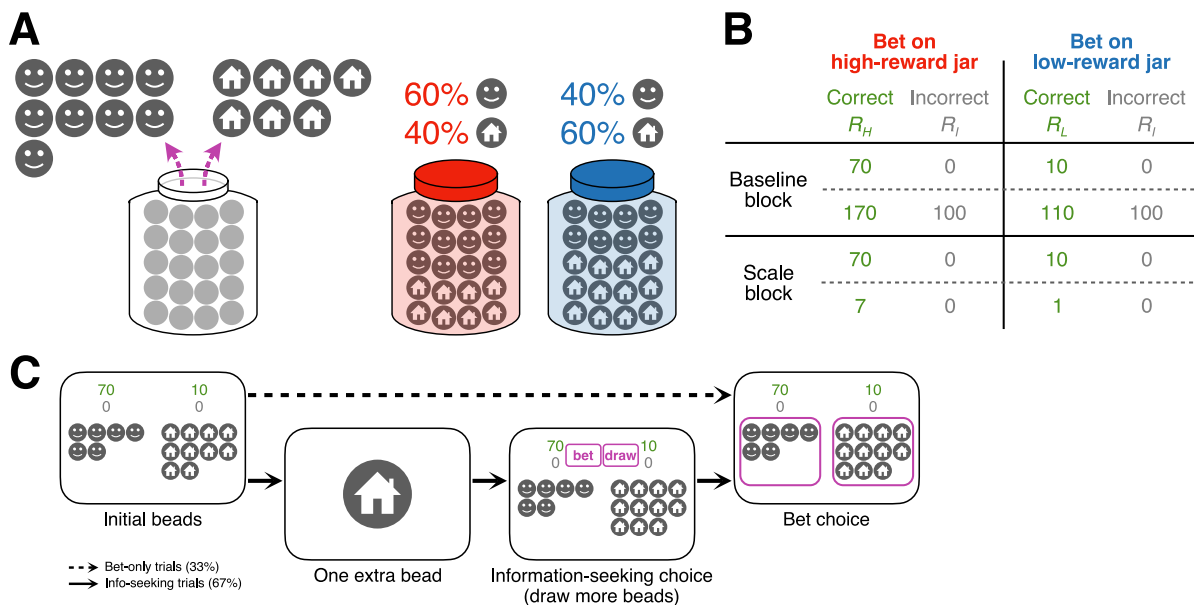 A
60%
40%
40%
60%
B
Bet on
high-reward jar
Bet on
low-reward jar
Correct Incorrect Correct Incorrect
R_H R_I R_L R_I
Baseline
block
70 0 10 0
170 100 110 100
Scale
block
70 0 10 0
7 0 1 0
C
70 10
0 0
Initial beads
One extra bead
70 bet draw 10
0 0
Information-seeking choice
(draw more beads)
70 10
0 0
Bet choice
Bet-only trials (33%)
Info-seeking trials (67%)